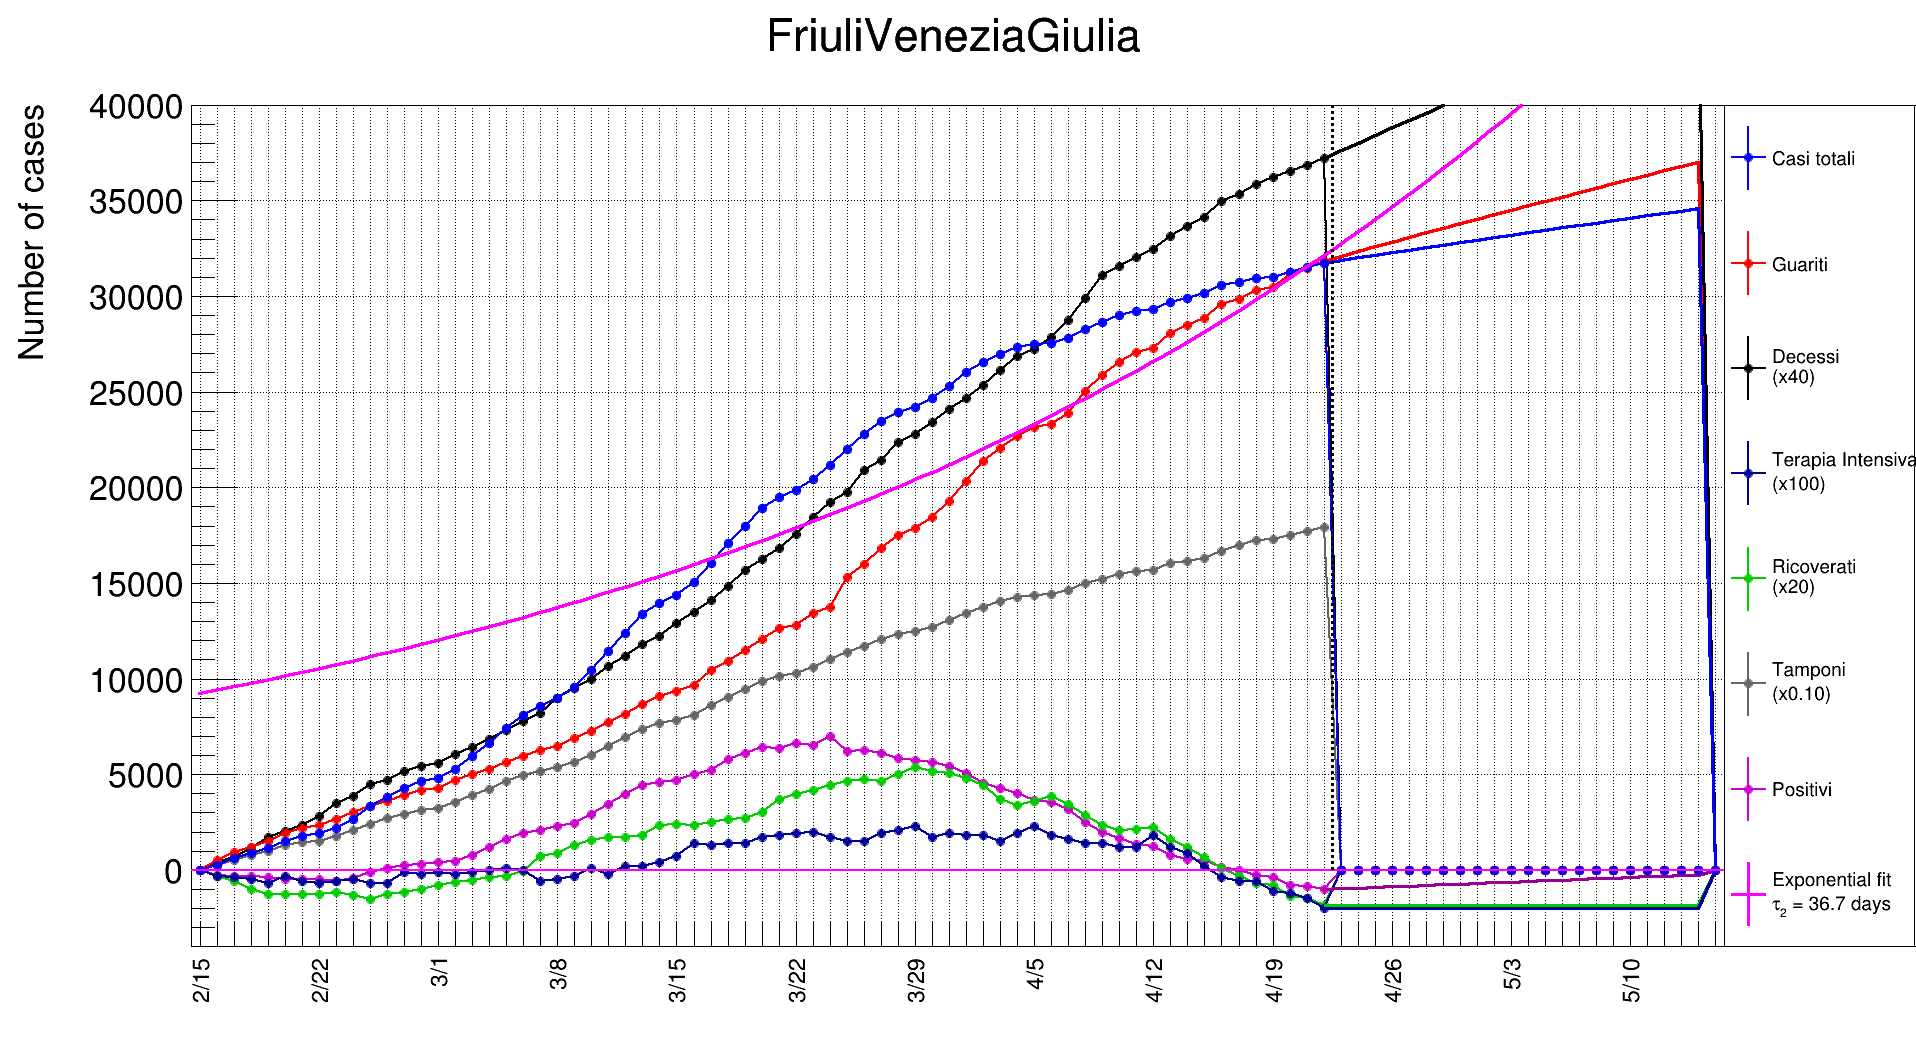 FriuliVeneziaGiulia
Number of cases
40000
35000
30000
25000
20000
15000
10000
5000
0
2/15
2/22
3/1
3/8
3/15
3/22
3/29
4/5
4/12
4/19
4/26
5/3
5/10
Casi totali
Guariti
Decessi
(x40)
Terapia Intensiva
(x100)
Ricoverati
(x20)
Tamponi
(x0.10)
Positivi
Exponential fit
τ2 = 36.7 days